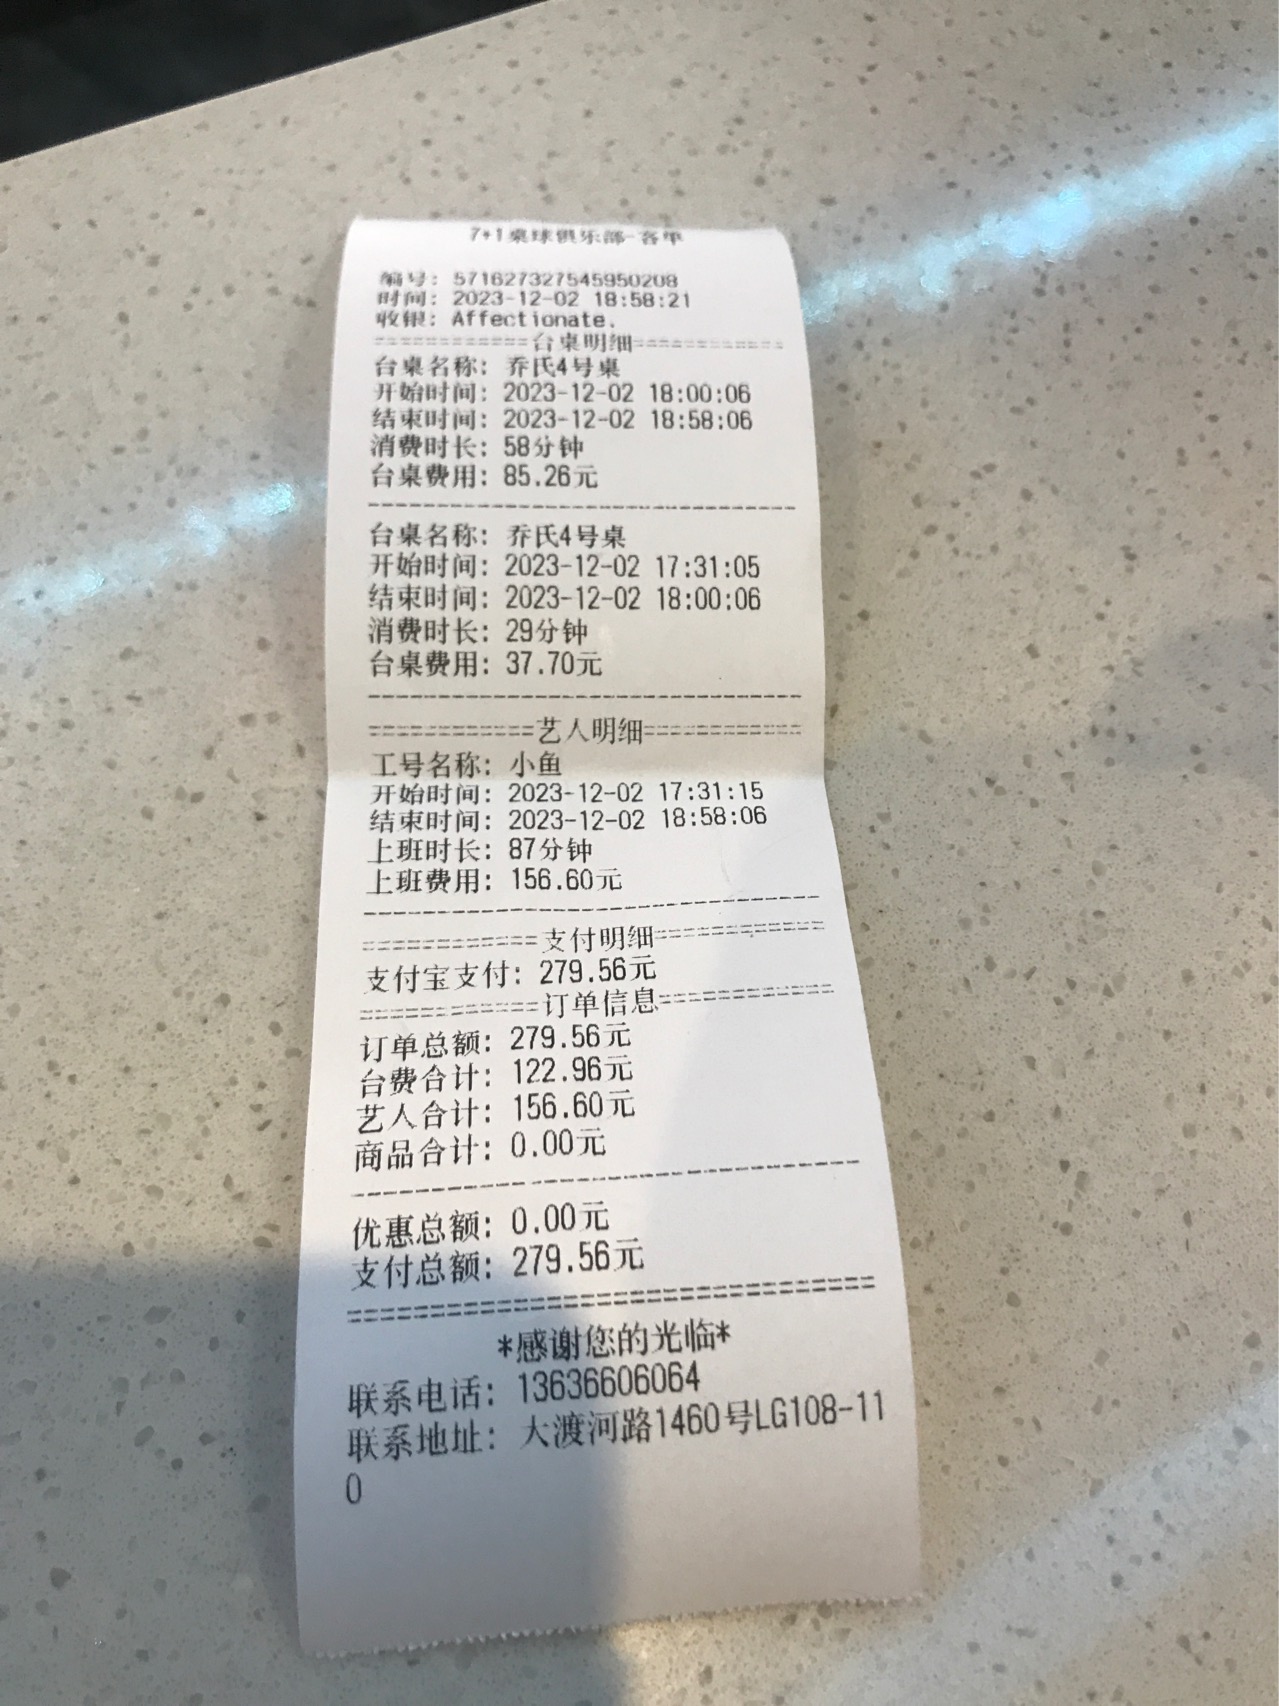 7+1桌球俱乐部-客单
编号: 571627327545950208
时间: 2023-12-02 18:58:21
收银: Affectionate.
============台桌明细============
台桌名称: 乔氏4号桌
开始时间: 2023-12-02 18:00:06
结束时间: 2023-12-02 18:58:06
消费时长: 58分钟
台桌费用: 85.26元
--------------------------------
台桌名称: 乔氏4号桌
开始时间: 2023-12-02 17:31:05
结束时间: 2023-12-02 18:00:06
消费时长: 29分钟
台桌费用: 37.70元
--------------------------------
============艺人明细============
工号名称: 小鱼
开始时间: 2023-12-02 17:31:15
结束时间: 2023-12-02 18:58:06
上班时长: 87分钟
上班费用: 156.60元
--------------------------------
============支付明细============
支付宝支付: 279.56元
============订单信息============
订单总额: 279.56元
台费合计: 122.96元
艺人合计: 156.60元
商品合计: 0.00元
--------------------------------
优惠总额: 0.00元
支付总额: 279.56元
================================
*感谢您的光临*
联系电话: 13636606064
联系地址: 大渡河路1460号LG108-11
0